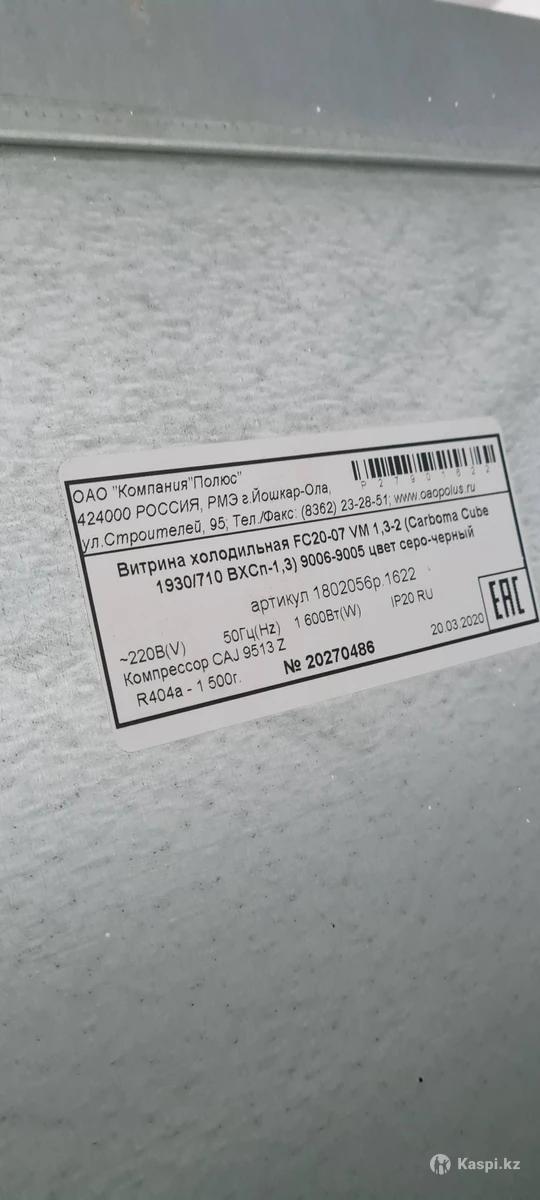 ОАО "Компания"Полюс"
424000 РОССИЯ, РМЭ г.Йошкар-Ола,
ул.Строителей, 95; Тел./Факс: (8362) 23-28-51; www.oaopolus.ru
P27901622
Витрина холодильная FC20-07 VM 1,3-2 (Carboma Cube
1930/710 ВХСп-1,3) 9006-9005 цвет серо-черный
артикул 1802056р.1622
~220В(V) 50Гц(Hz) 1 600Вт(W) IP20 RU
Компрессор CAJ 9513 Z
R404a - 1 500г. № 20270486 20.03.2020
EAC
Kaspi.kz